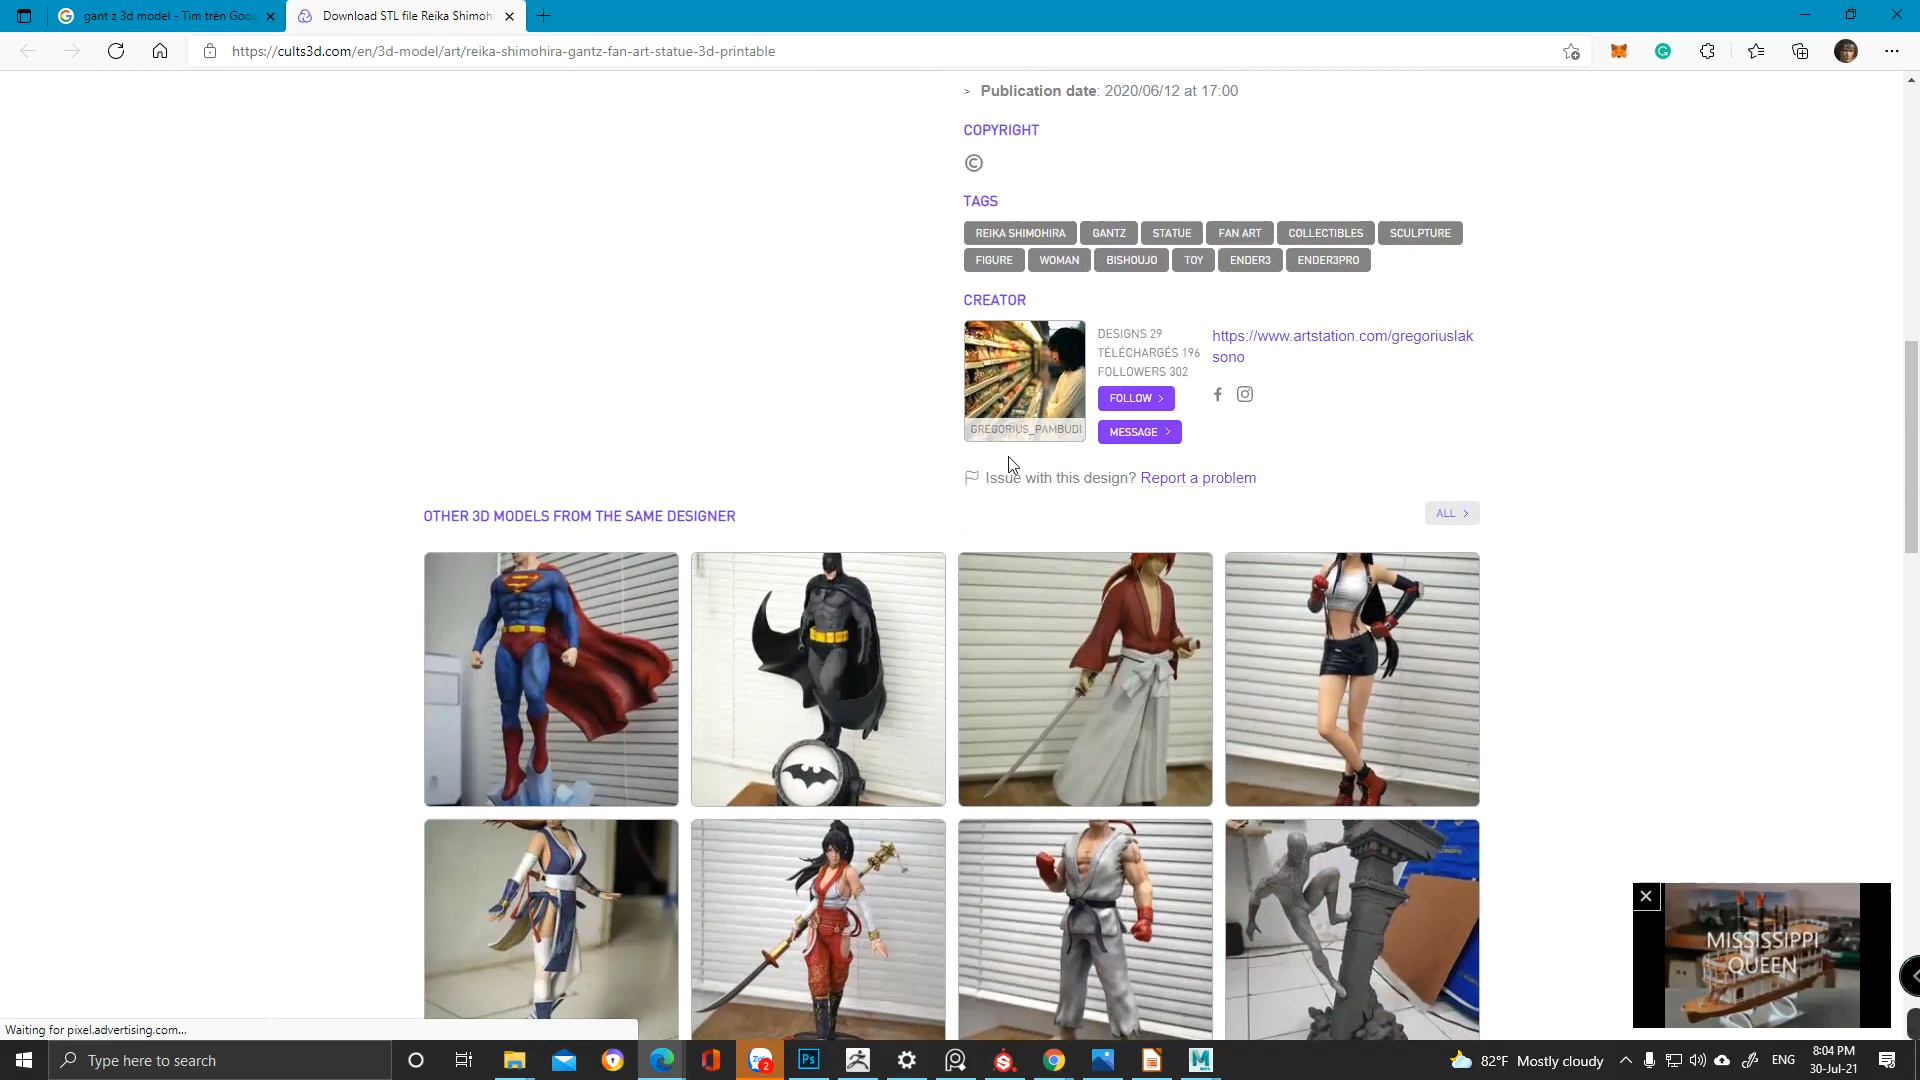 gant z 3d model - Tìm trên Goo
Download STL file Reika Shimohi
https://cults3d.com/en/3d-model/art/reika-shimohira-gantz-fan-art-statue-3d-printable
> Publication date: 2020/06/12 at 17:00
COPYRIGHT
©
TAGS
REIKA SHIMOHIRA GANTZ STATUE FAN ART COLLECTIBLES SCULPTURE
FIGURE WOMAN BISHOUJO TOY ENDER3 ENDER3PRO
CREATOR
GREGORIUS_PAMBUDI
DESIGNS 29
TÉLÉCHARGÉS 196
FOLLOWERS 302
FOLLOW >
MESSAGE >
https://www.artstation.com/gregoriuslak
sono
Issue with this design? Report a problem
OTHER 3D MODELS FROM THE SAME DESIGNER
ALL >
MISSISSIPPI
QUEEN
Waiting for pixel.advertising.com...
Type here to search
2
Ps
82°F Mostly cloudy
ENG
8:04 PM
30-Jul-21